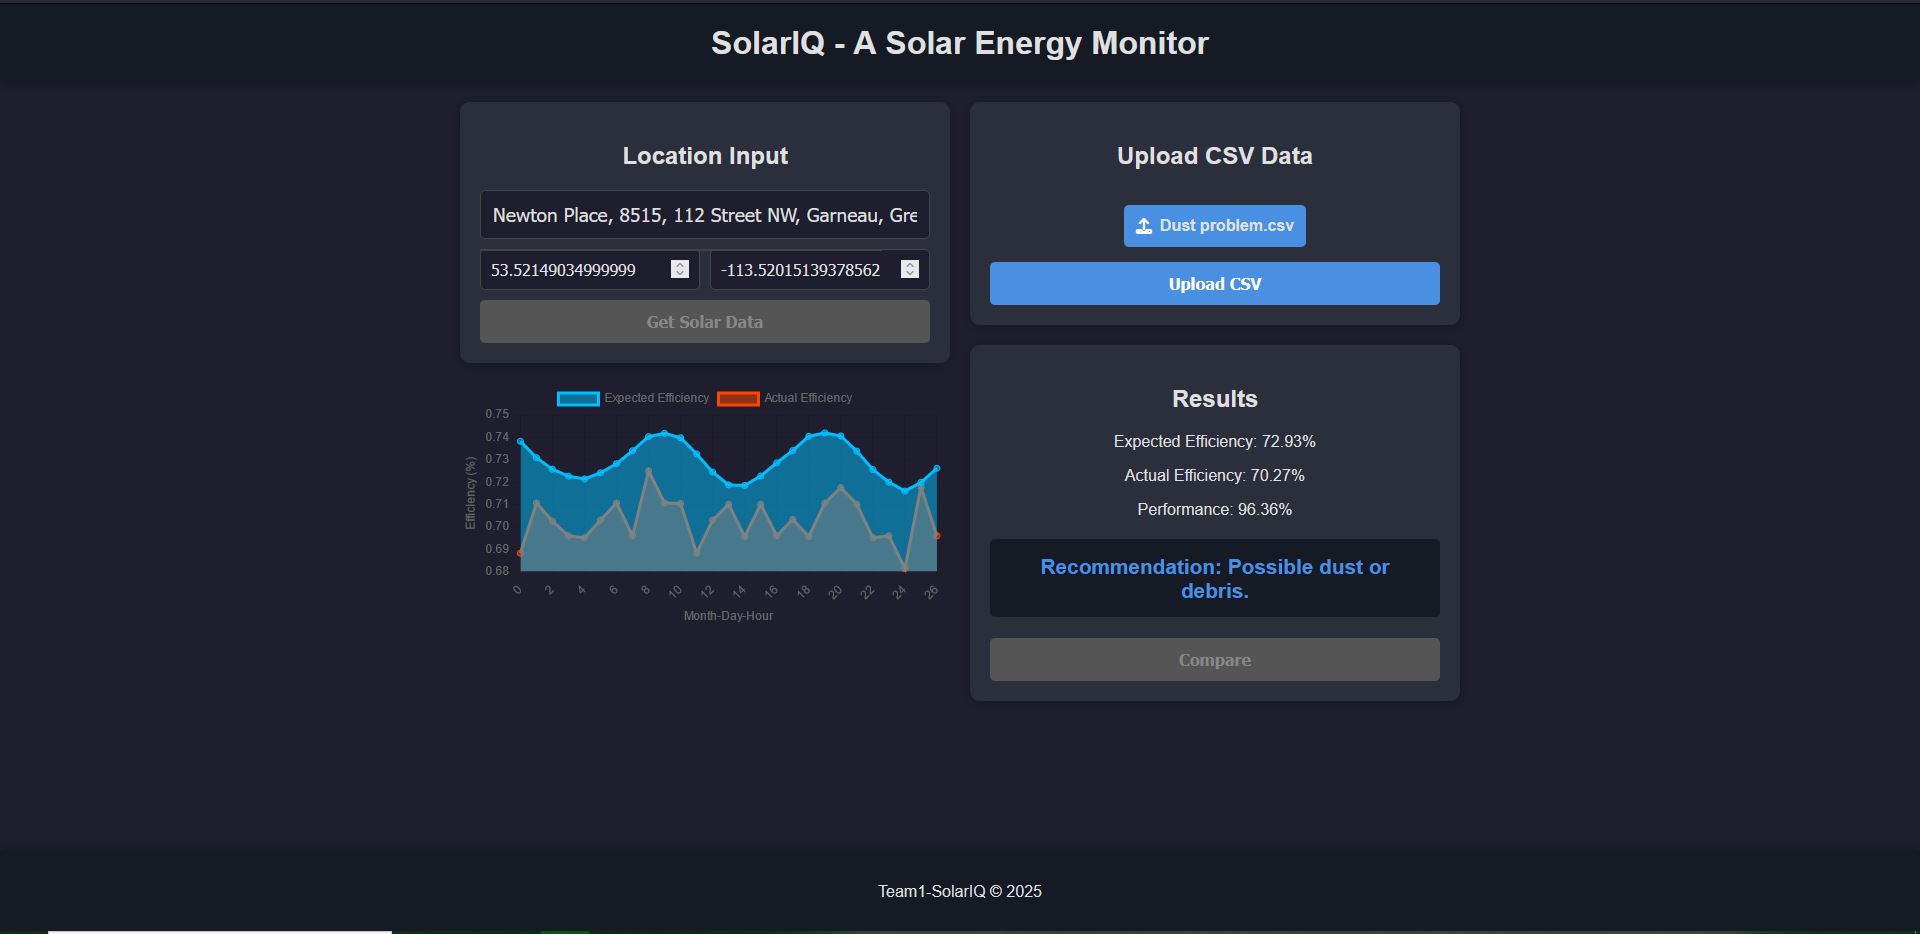 SolarIQ - A Solar Energy Monitor
Location Input
Newton Place, 8515, 112 Street NW, Garneau, Gre
53.52149034999999
-113.52015139378562
Get Solar Data
Expected Efficiency
Actual Efficiency
0.75
0.74
0.73
0.72
0.71
0.70
0.69
0.68
Efficiency (%)
0 2 4 6 8 10 12 14 16 18 20 22 24 26
Month-Day-Hour
Upload CSV Data
Dust problem.csv
Upload CSV
Results
Expected Efficiency: 72.93%
Actual Efficiency: 70.27%
Performance: 96.36%
Recommendation: Possible dust or
debris.
Compare
Team1-SolarIQ © 2025